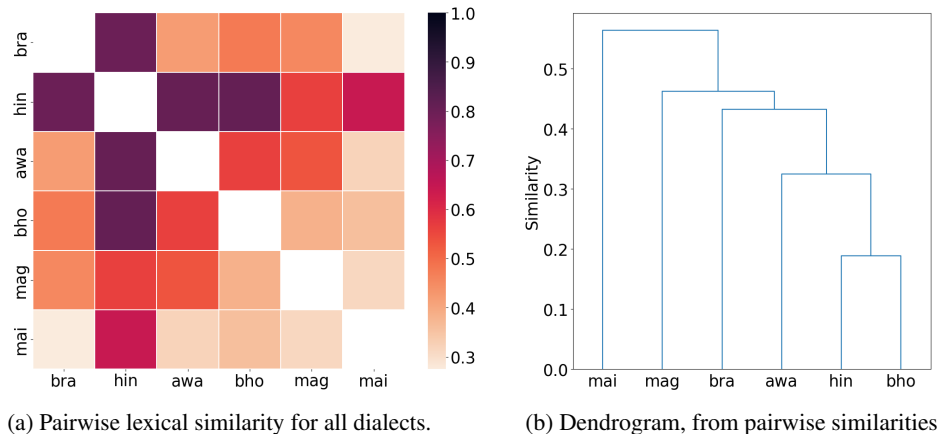 1.0
0.9
0.8
0.7
0.6
0.5
0.4
0.3
bra
hin
awa
bho
mag
mai
bra hin awa bho mag mai
(a) Pairwise lexical similarity for all dialects.
Similarity
0.5
0.4
0.3
0.2
0.1
0.0
mai mag bra awa hin bho
(b) Dendrogram, from pairwise similarities